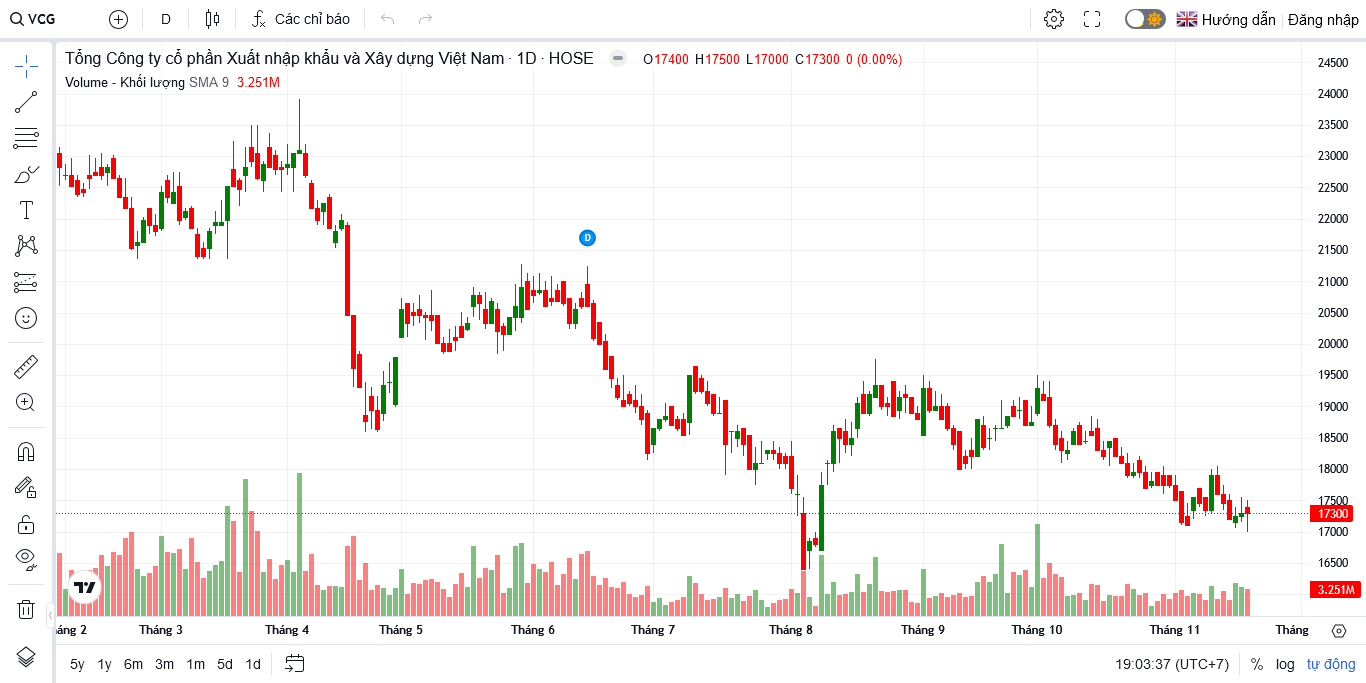 VCG D Các chỉ báo Hướng dẫn Đăng nhập
Tổng Công ty cổ phần Xuất nhập khẩu và Xây dựng Việt Nam · 1D · HOSE O17400 H17500 L17000 C17300 0 (0.00%)
Volume - Khối lượng SMA 9 3.251M
24500
24000
23500
23000
22500
22000
21500
21000
20500
20000
19500
19000
18500
18000
17500
17300
17000
16500
3.251M
D
áng 2 Tháng 3 Tháng 4 Tháng 5 Tháng 6 Tháng 7 Tháng 8 Tháng 9 Tháng 10 Tháng 11 Tháng
5y 1y 6m 3m 1m 5d 1d 19:03:37 (UTC+7) % log tự động